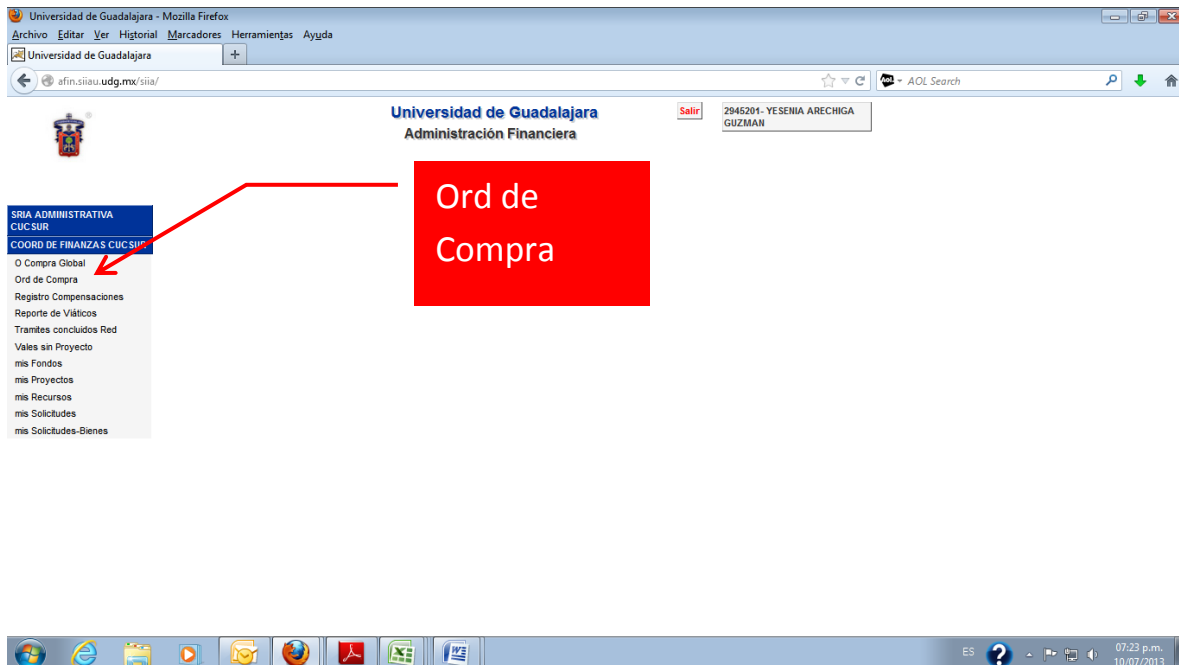 Universidad de Guadalajara - Mozilla Firefox
Archivo Editar Ver Historial Marcadores Herramientas Ayuda
Universidad de Guadalajara +
afin.siiau.udg.mx/siia/ Aol. AOL Search
Universidad de Guadalajara
Administración Financiera
Salir
2945201- YESENIA ARECHIGA
GUZMAN
Ord de
Compra
SRIA ADMINISTRATIVA
CUCSUR
COORD DE FINANZAS CUCSUR
O Compra Global
Ord de Compra
Registro Compensaciones
Reporte de Viáticos
Tramites concluidos Red
Vales sin Proyecto
mis Fondos
mis Proyectos
mis Recursos
mis Solicitudes
mis Solicitudes-Bienes
ES ? 07:23 p.m.
10/07/2013